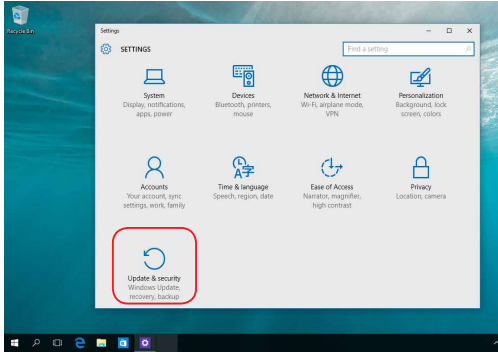 Recycle Bin
Settings
SETTINGS
Find a setting
System
Display, notifications,
apps, power
Devices
Bluetooth, printers,
mouse
Network & Internet
Wi-Fi, airplane mode,
VPN
Personalization
Background, lock
screen, colors
Accounts
Your account, sync
settings, work, family
Time & language
Speech, region, date
Ease of Access
Narrator, magnifier,
high contrast
Privacy
Location, camera
Update & security
Windows Update,
recovery, backup